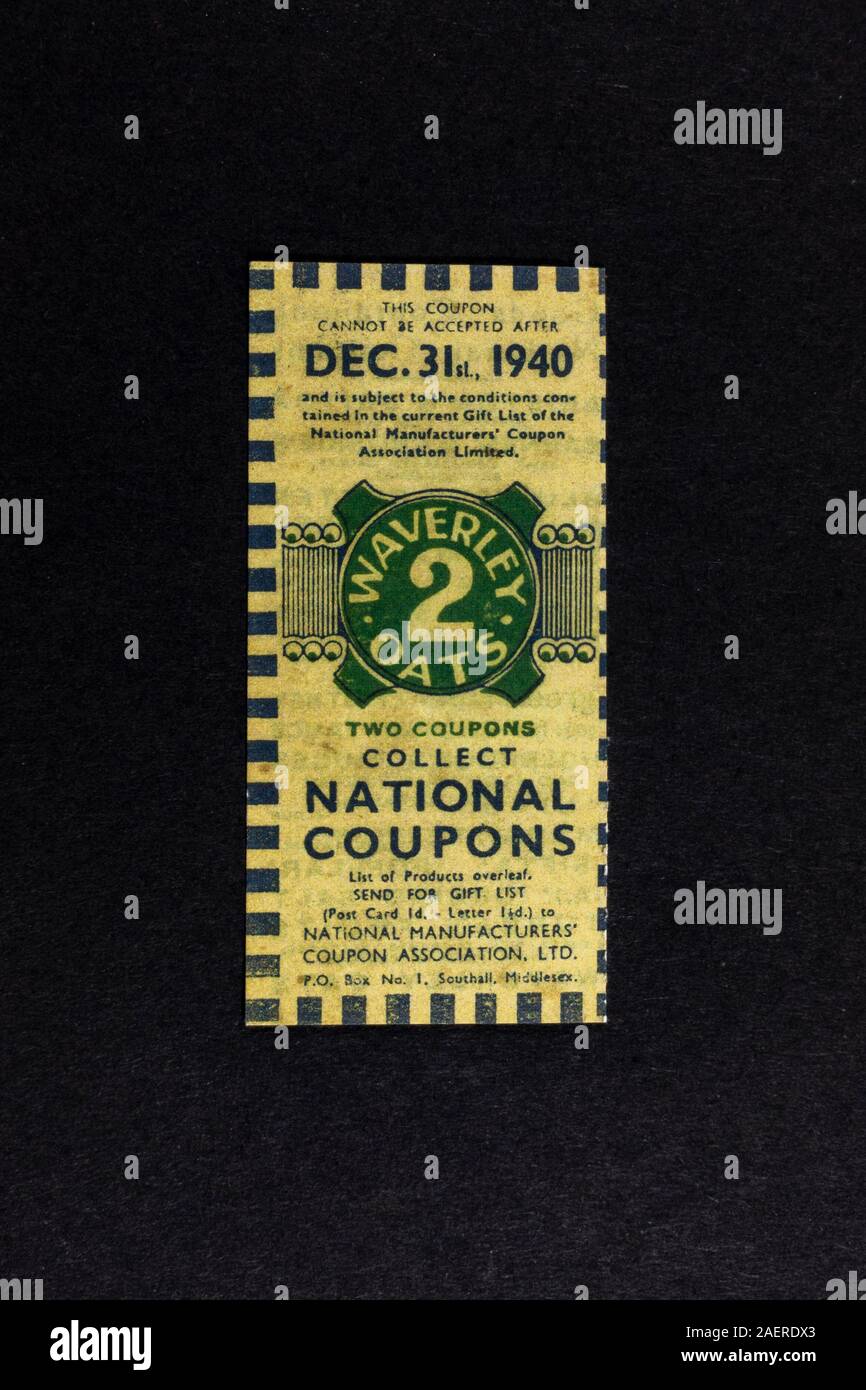 THIS COUPON
CANNOT BE ACCEPTED AFTER
DEC. 31st., 1940
and is subject to the conditions con-
tained in the current Gift List of the
National Manufacturers' Coupon
Association Limited.
WAVERLEY
2
OATS
TWO COUPONS
COLLECT
NATIONAL
COUPONS
List of Products overleaf.
SEND FOR GIFT LIST
(Post Card 1d. - Letter 1½d.) to
NATIONAL MANUFACTURERS'
COUPON ASSOCIATION, LTD.
P.O. Box No. 1, Southall, Middlesex.
a a alamy
a a
a alamy
a a
alamy
Image ID: 2AERDX3
www.alamy.com